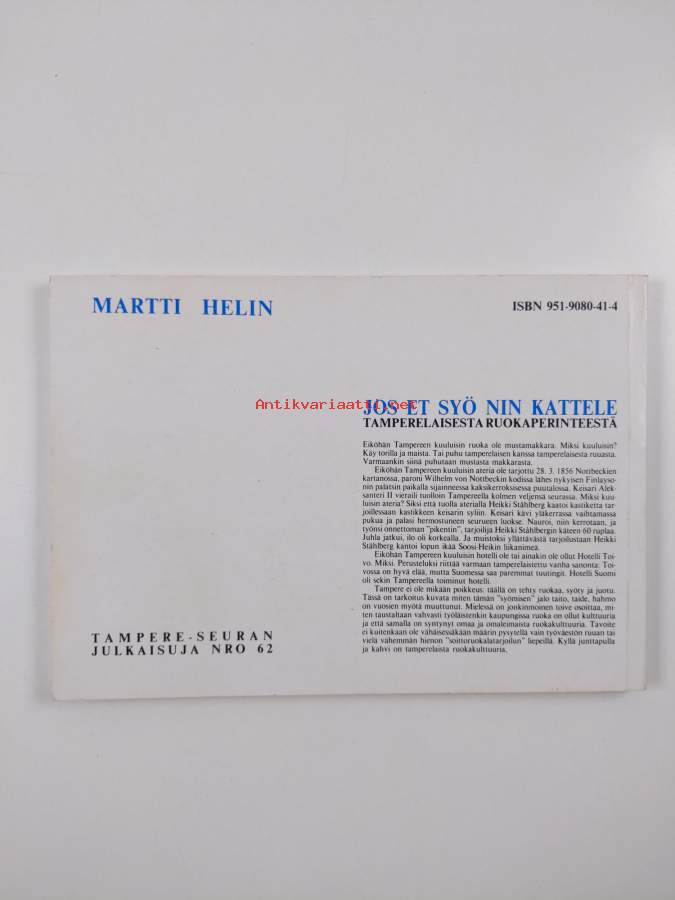 MARTTI HELIN
ISBN 951-9080-41-4
Antikvariaatti.net
JOS ET SYÖ NIN KATTELE
TAMPERELAISESTA RUOKAPERINTEESTÄ
Eiköhän Tampereen kuuluisin ruoka ole mustamakkara. Miksi kuuluisin?
Käy torilla ja maista. Tai puhu tamperelaisen kanssa tamperelaisesta ruuasta.
Varmaankin siinä puhutaan mustasta makkarasta.
Eiköhän Tampereen kuuluisin ateria ole tarjottu 28. 3. 1856 Nottbeckien
kartanossa, paroni Wilhelm von Nottbeckin kodissa lähes nykyisen Finlayso-
nin palatsin paikalla sijainneessa kaksikerroksisessa puutalossa. Keisari Alek-
santeri II vieraili tuolloin Tampereella kolmen veljensä seurassa. Miksi kuu-
luisin ateria? Siksi että tuolla aterialla Heikki Ståhlberg kaatoi kastiketta tar-
joillessaan kastikkeen keisarin syliin. Keisari kävi yläkerrassa vaihtamassa
pukua ja palasi hermostuneen seurueen luokse. Nauroi, niin kerrotaan, ja
työnsi onnettoman "pikentin", tarjoilija Heikki Ståhlbergin käteen 60 ruplaa.
Juhla jatkui, ilo oli korkealla. Ja muistoksi yllättävästä tarjoilustaan Heikki
Ståhlberg kantoi lopun ikää Soosi-Heikin liikanimeä.
Eiköhän Tampereen kuuluisin hotelli ole tai ainakin ole ollut Hotelli Toi-
vo. Miksi. Perusteluksi riittää varmaan tamperelaistettu vanha sanonta: Toi-
vossa on hyvä elää, mutta Suomessa saa paremmat tuutingit. Hotelli Suomi
oli sekin Tampereella toiminut hotelli.
Tampere ei ole mikään poikkeus: täällä on tehty ruokaa, syöty ja juotu.
Tässä on tarkoitus kuvata miten tämän "syömisen" jalo taito, taide, hahmo
on vuosien myötä muuttunut. Mielessä on jonkinmoinen toive osoittaa, mi-
ten taustaltaan vahvasti työläistenkin kaupungissa ruoka on ollut kulttuuria
ja että samalla on syntynyt omaa ja omaleimaista ruokakulttuuria. Tavoite
ei kuitenkaan ole vähäisessäkään määrin pysytellä vain työväestön ruuan tai
vielä vähemmän hienon "soittoruokalatarjoilun" liepeillä. Kyllä junttapulla
ja kahvi on tamperelaista ruokakulttuuria.
TAMPERE-SEURAN
JULKAISUJA NRO 62